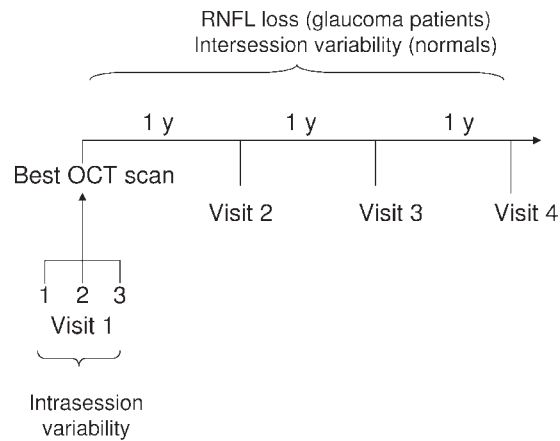 RNFL loss (glaucoma patients)
Intersession variability (normals)
1 y 1 y 1 y
Best OCT scan
Visit 2 Visit 3 Visit 4
1 2 3
Visit 1
Intrasession
variability